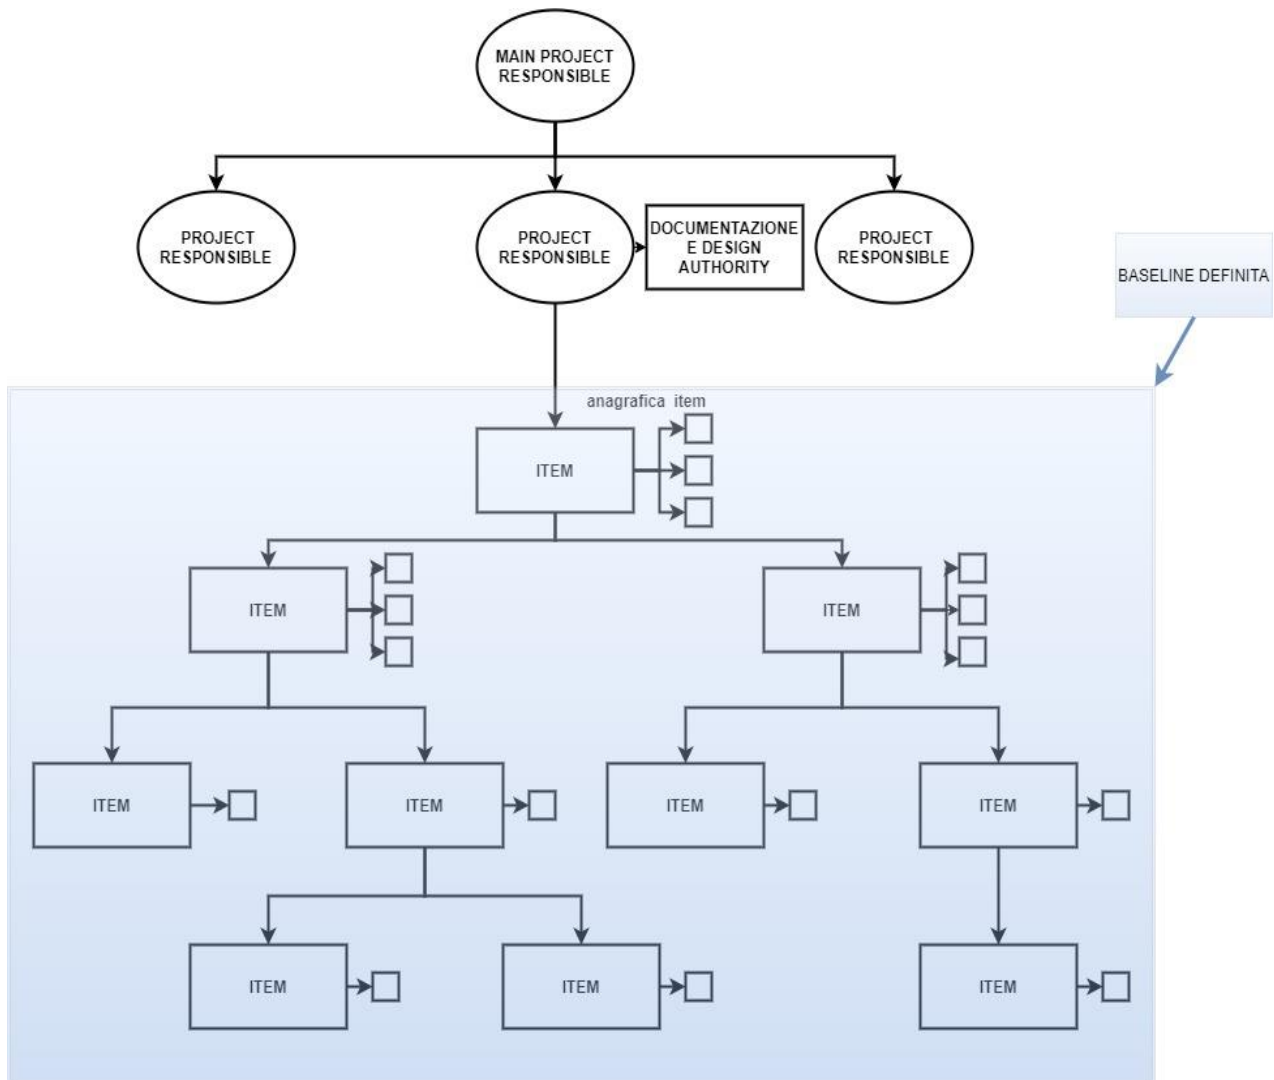 MAIN PROJECT
RESPONSIBLE
PROJECT
RESPONSIBLE
PROJECT
RESPONSIBLE
DOCUMENTAZIONE
E DESIGN
AUTHORITY
PROJECT
RESPONSIBLE
BASELINE DEFINITA
anagrafica item
ITEM
ITEM
ITEM
ITEM
ITEM
ITEM
ITEM
ITEM
ITEM
ITEM